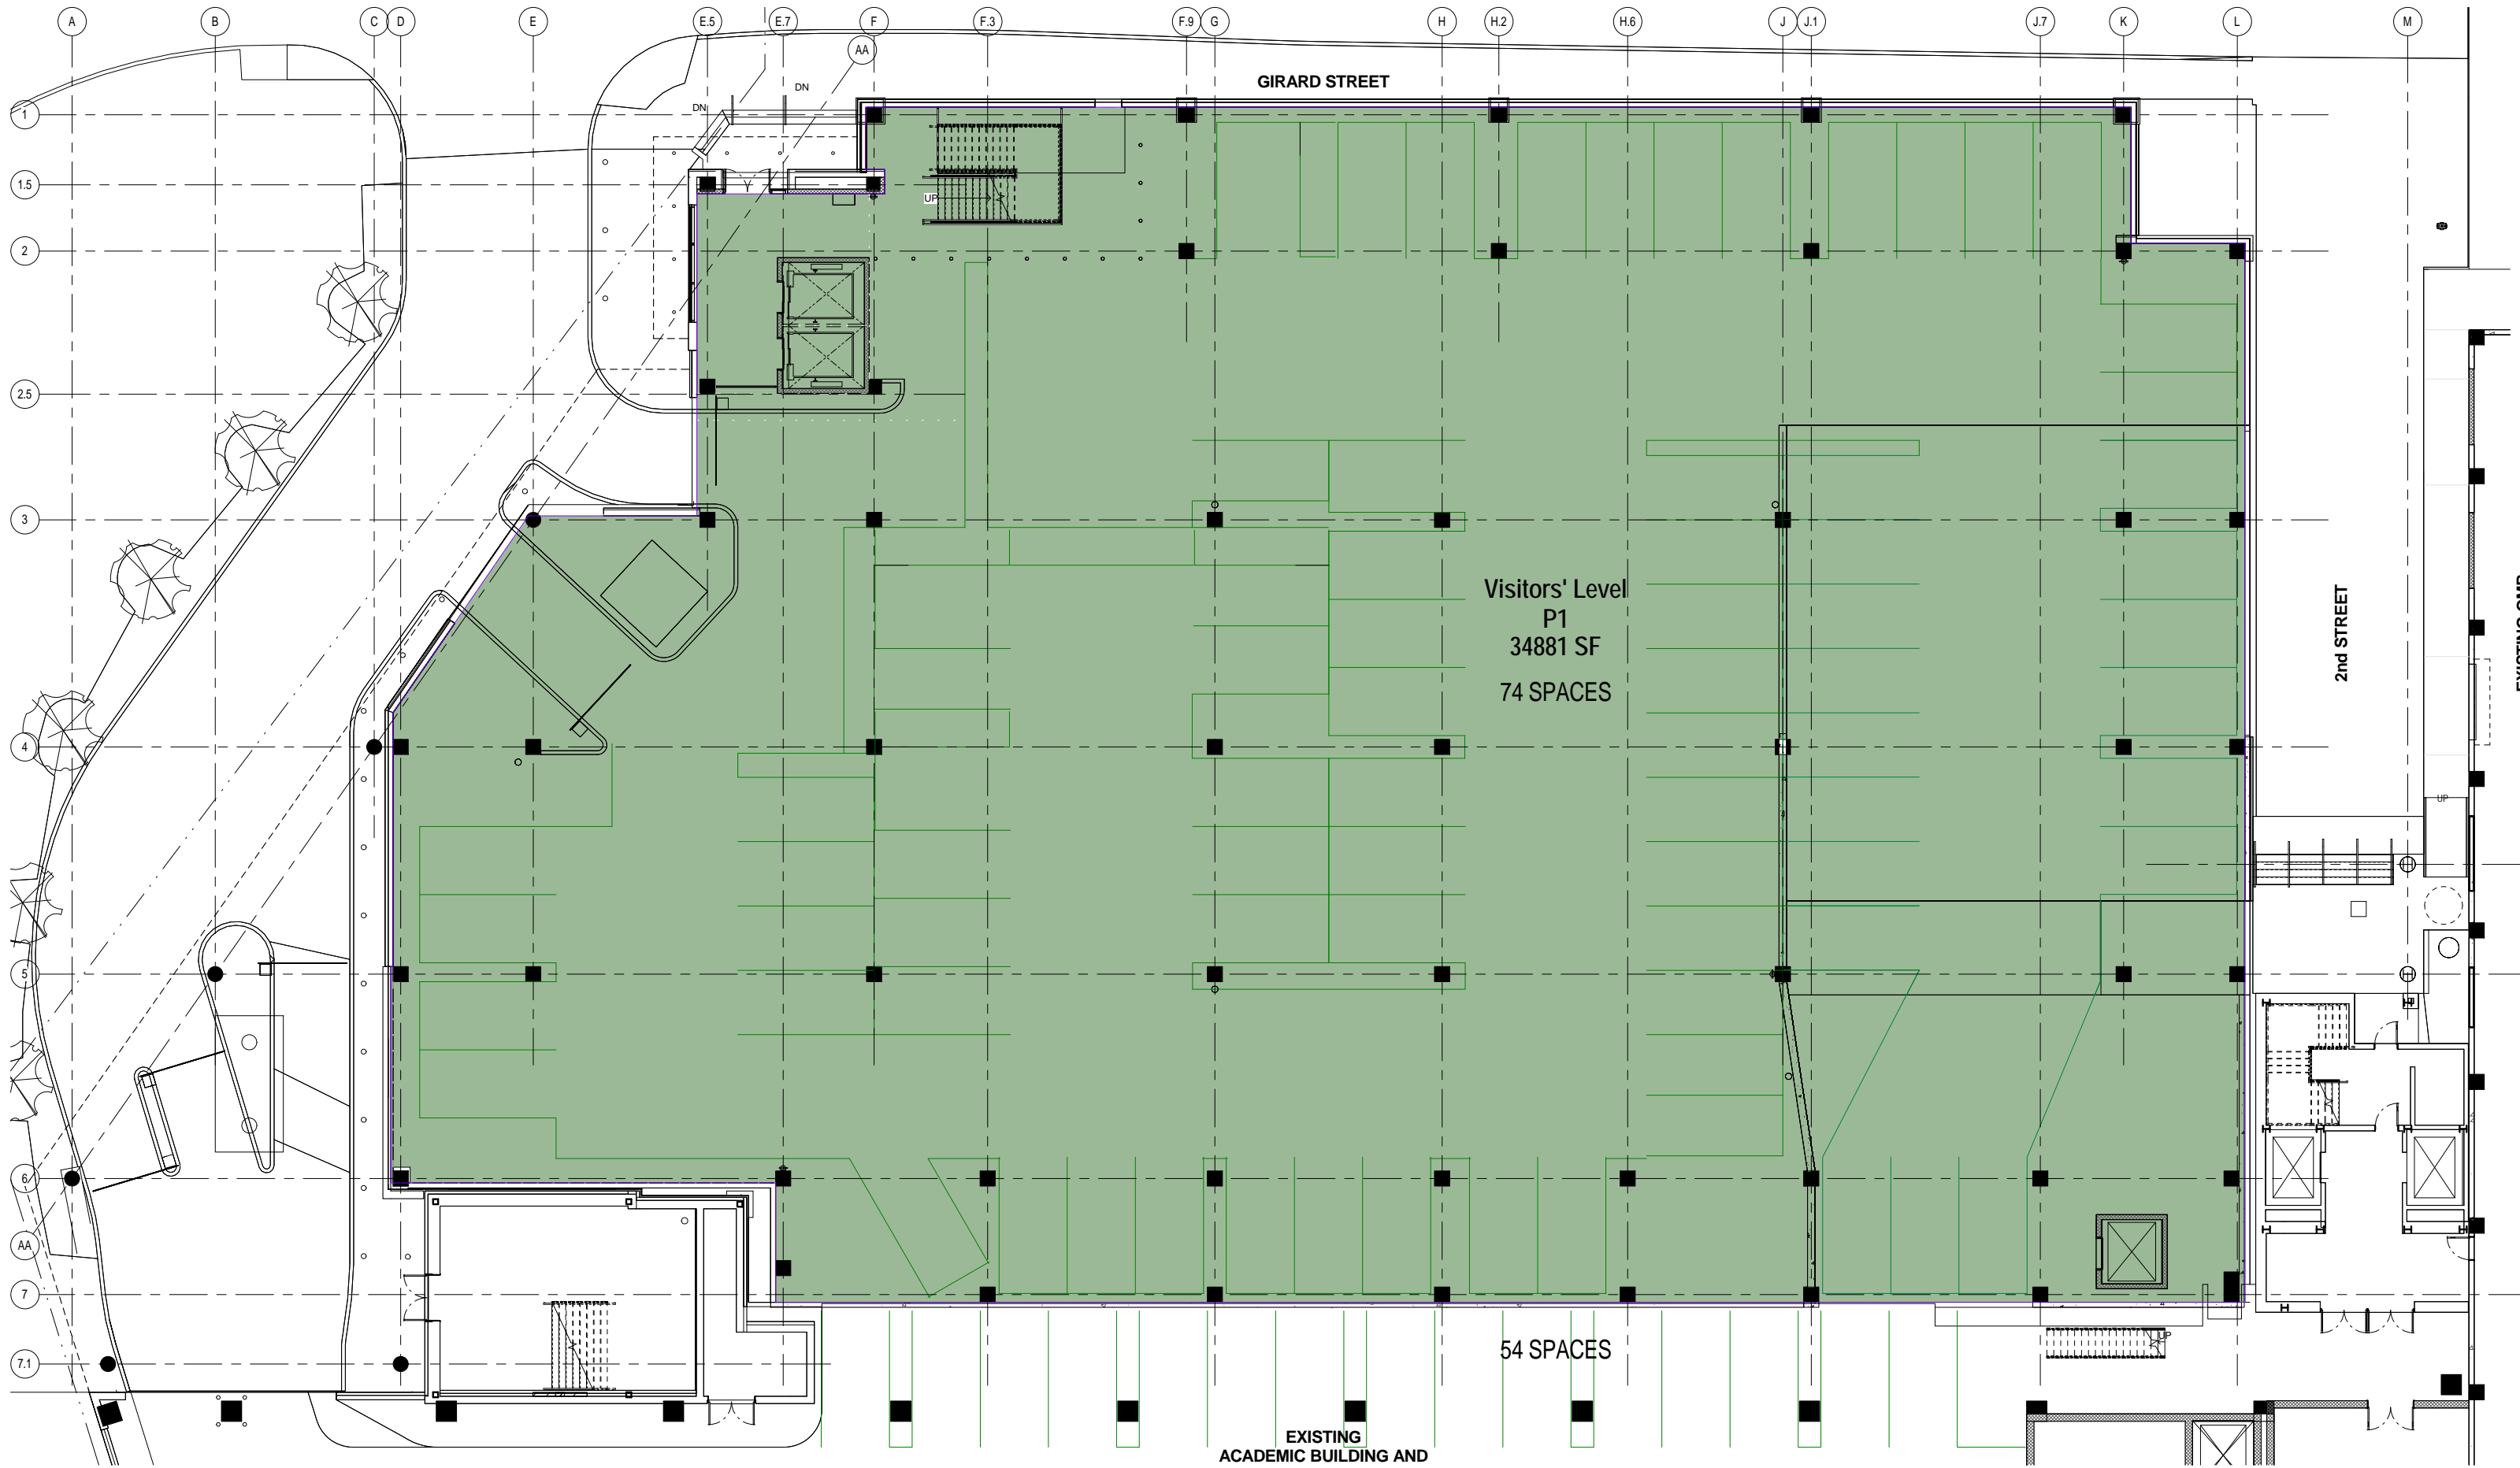 A B C D E E.5 E.7 F F.3 F.9 G H H.2 H.6 J J.1 J.7 K L M
AA
GIRARD STREET
DN
DN
1
1.5
UP
2
2.5
3
Visitors' Level
P1
34881 SF
74 SPACES
2nd STREET
4
UP
5
6
AA
7
UP
54 SPACES
7.1
EXISTING
ACADEMIC BUILDING AND